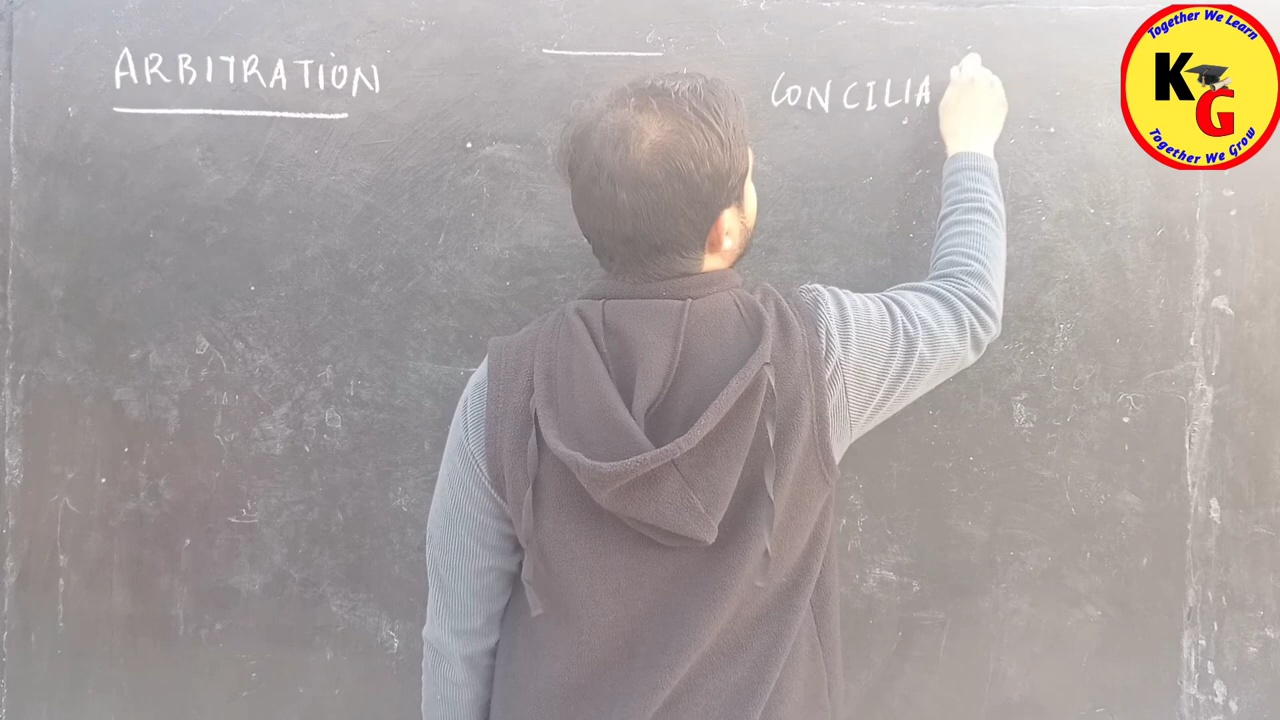 ARBITRATION
CONCILIA
Together We Learn
KG
Together We Grow